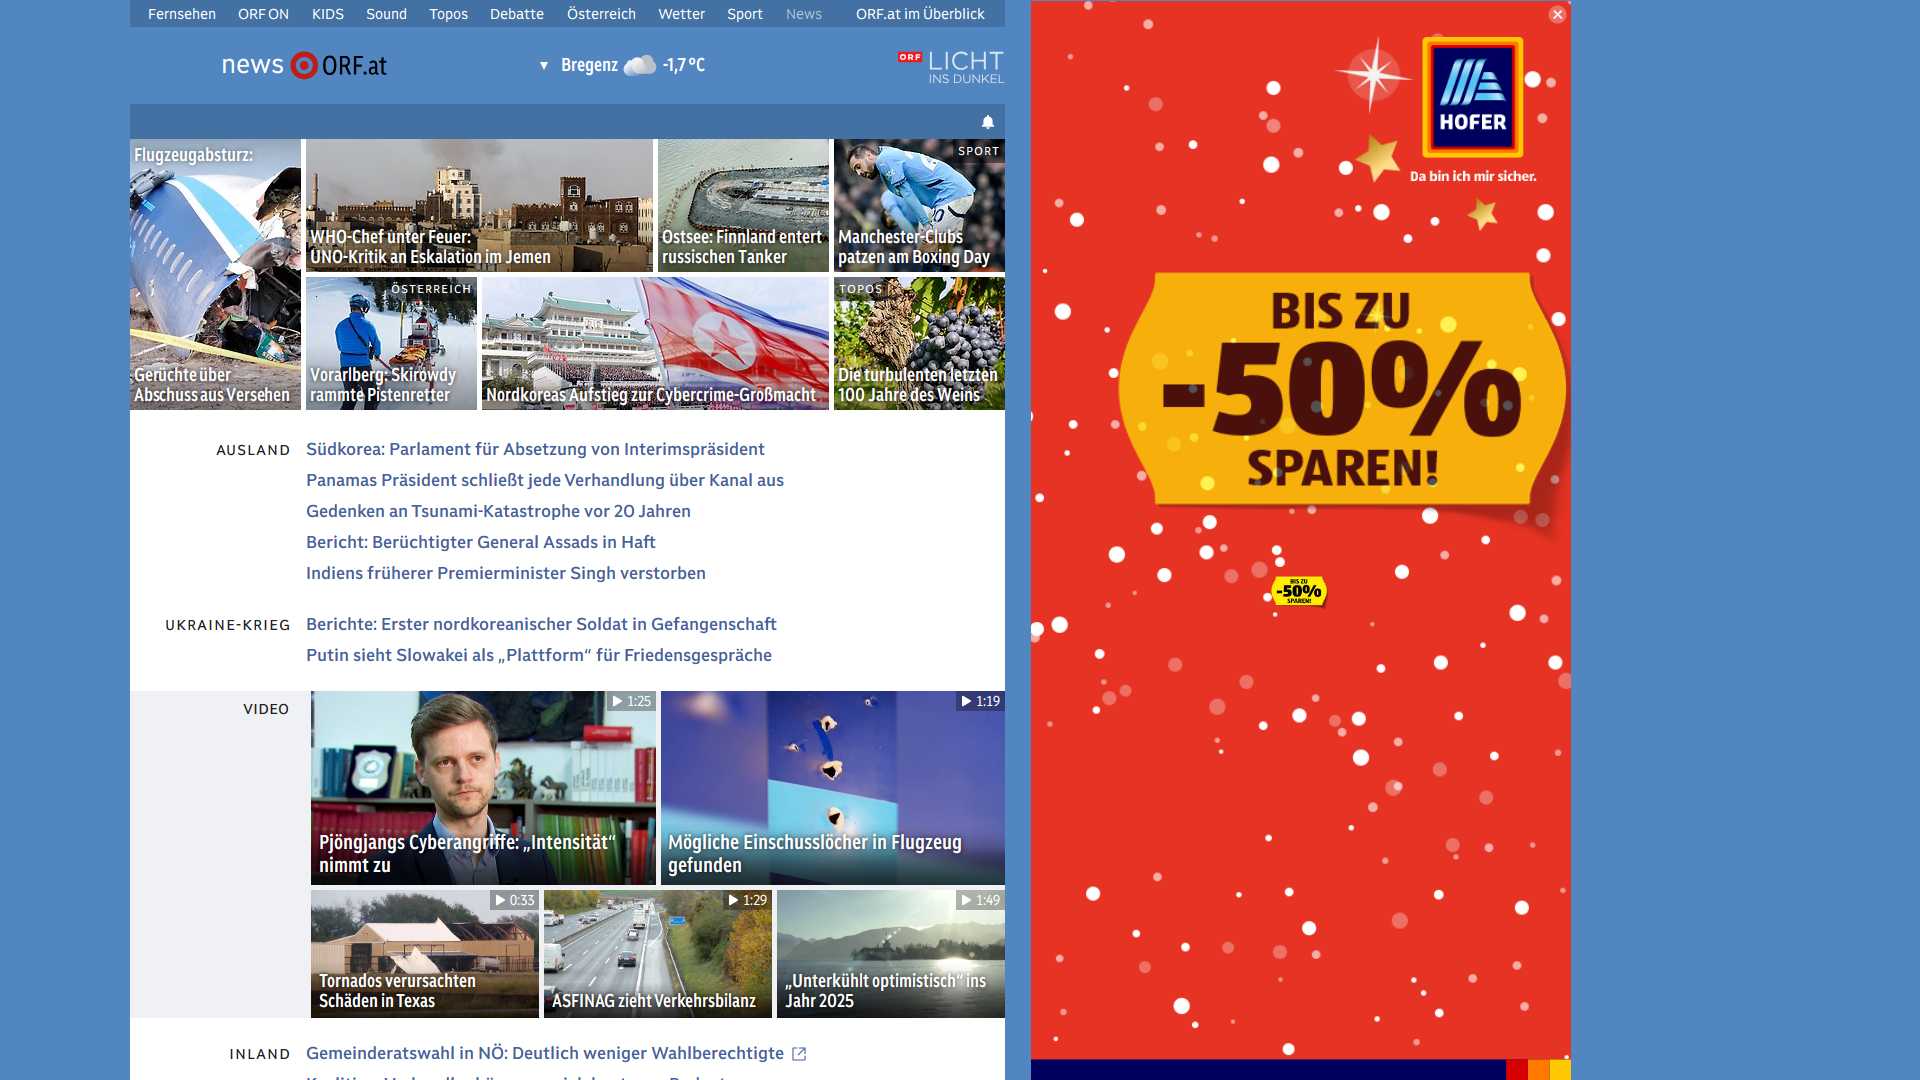 Fernsehen ORF ON KIDS Sound Topos Debatte Österreich Wetter Sport News ORF.at im Überblick
news ORF.at
▼ Bregenz -1,7 °C
ORF LICHT
INS DUNKEL
Flugzeugabsturz:
Gerüchte über
Abschuss aus Versehen
WHO-Chef unter Feuer:
UNO-Kritik an Eskalation im Jemen
Ostsee: Finnland entert
russischen Tanker
SPORT
Manchester-Clubs
patzen am Boxing Day
ÖSTERREICH
Vorarlberg: Skirowdy
rammte Pistenretter
Nordkoreas Aufstieg zur Cybercrime-Großmacht
TOPOS
Die turbulenten letzten
100 Jahre des Weins
AUSLAND
Südkorea: Parlament für Absetzung von Interimspräsident
Panamas Präsident schließt jede Verhandlung über Kanal aus
Gedenken an Tsunami-Katastrophe vor 20 Jahren
Bericht: Berüchtigter General Assads in Haft
Indiens früherer Premierminister Singh verstorben
UKRAINE-KRIEG
Berichte: Erster nordkoreanischer Soldat in Gefangenschaft
Putin sieht Slowakei als „Plattform“ für Friedensgespräche
VIDEO
1:25
Pjöngjangs Cyberangriffe: „Intensität“
nimmt zu
1:19
Mögliche Einschusslöcher in Flugzeug
gefunden
0:33
Tornados verursachten
Schäden in Texas
1:29
ASFINAG zieht Verkehrsbilanz
1:49
„Unterkühlt optimistisch“ ins
Jahr 2025
INLAND
Gemeinderatswahl in NÖ: Deutlich weniger Wahlberechtigte
HOFER
Da bin ich mir sicher.
BIS ZU
-50%
SPAREN!
BIS ZU
-50%
SPAREN!